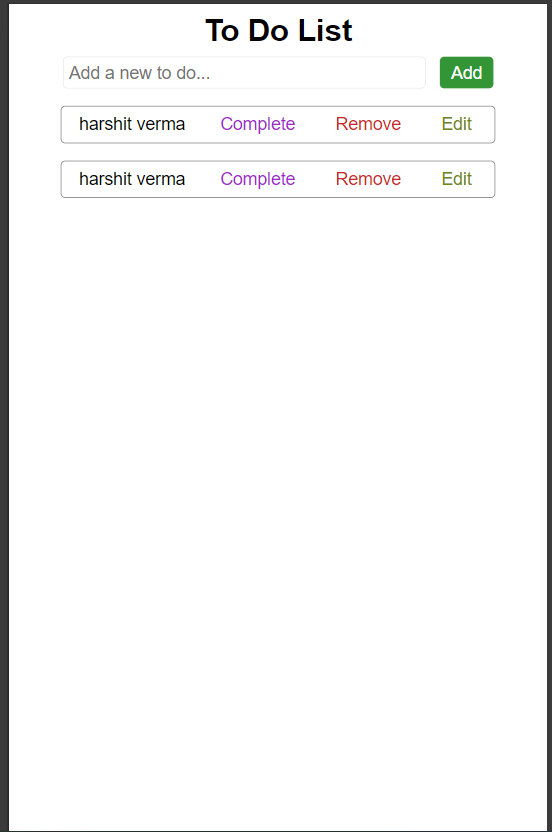 To Do List
Add a new to do... Add
harshit verma Complete Remove Edit
harshit verma Complete Remove Edit